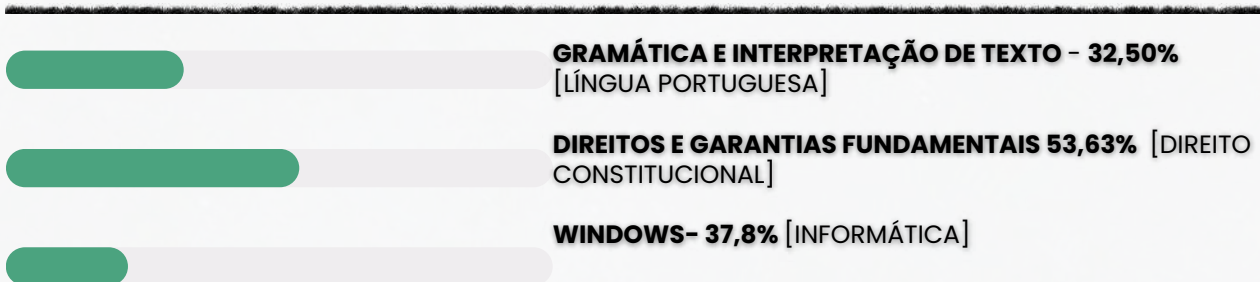 GRAMÁTICA E INTERPRETAÇÃO DE TEXTO - 32,50%
[LÍNGUA PORTUGUESA]
DIREITOS E GARANTIAS FUNDAMENTAIS 53,63% [DIREITO
CONSTITUCIONAL]
WINDOWS- 37,8% [INFORMÁTICA]